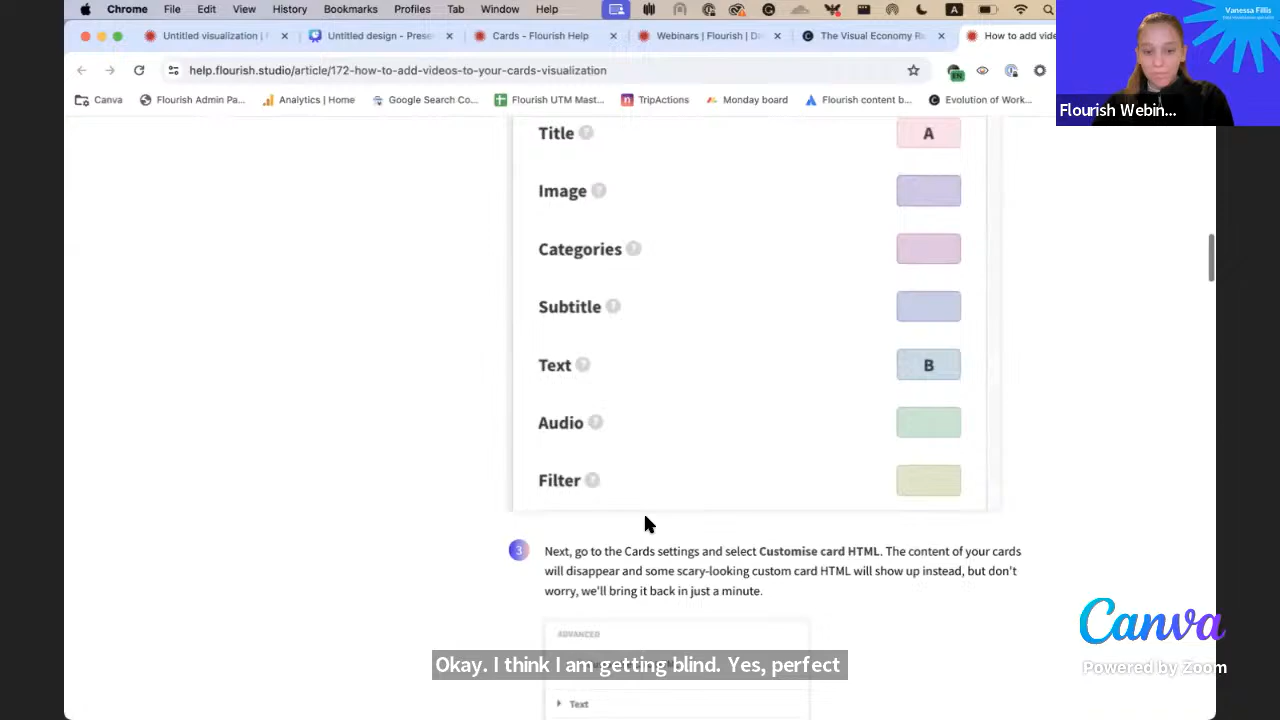 Chrome File Edit View History Bookmarks Profiles Tab Window Help
Untitled visualization | F
Untitled design - Prese
Cards - Flourish Help
Webinars | Flourish | De
The Visual Economy Re
How to add vide
help.flourish.studio/article/172-how-to-add-videos-to-your-cards-visualization
EN
Canva
Flourish Admin Pa...
Analytics | Home
Google Search Co...
Flourish UTM Mast...
TripActions
Monday board
Flourish content b...
Evolution of Work...
Vanessa Fillis
Flourish Webin...
Title ?
A
Image ?
Categories ?
Subtitle ?
Text ?
B
Audio ?
Filter ?
3
Next, go to the Cards settings and select Customise card HTML. The content of your cards
will disappear and some scary-looking custom card HTML will show up instead, but don't
worry, we'll bring it back in just a minute.
ADVANCED
Okay. I think I am getting blind. Yes, perfect
Text
Canva
Powered by Zoom